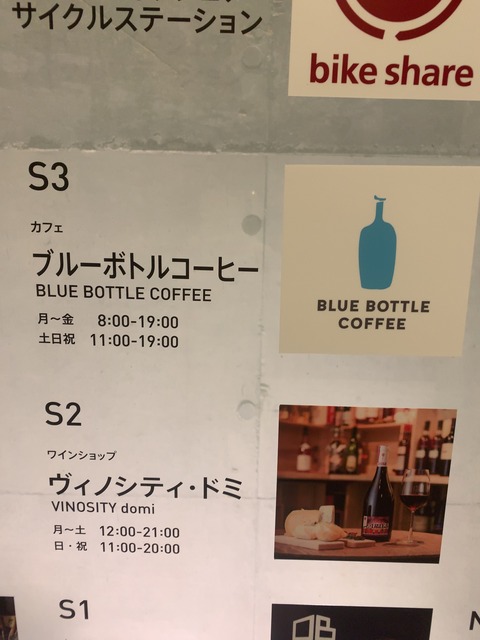 サイクルステーション
bike share
S3
カフェ
ブルーボトルコーヒー
BLUE BOTTLE COFFEE
月〜金 8:00-19:00
土日祝 11:00-19:00
BLUE BOTTLE
COFFEE
S2
ワインショップ
ヴィノシティ・ドミ
VINOSITY domi
月〜土 12:00-21:00
日・祝 11:00-20:00
S1